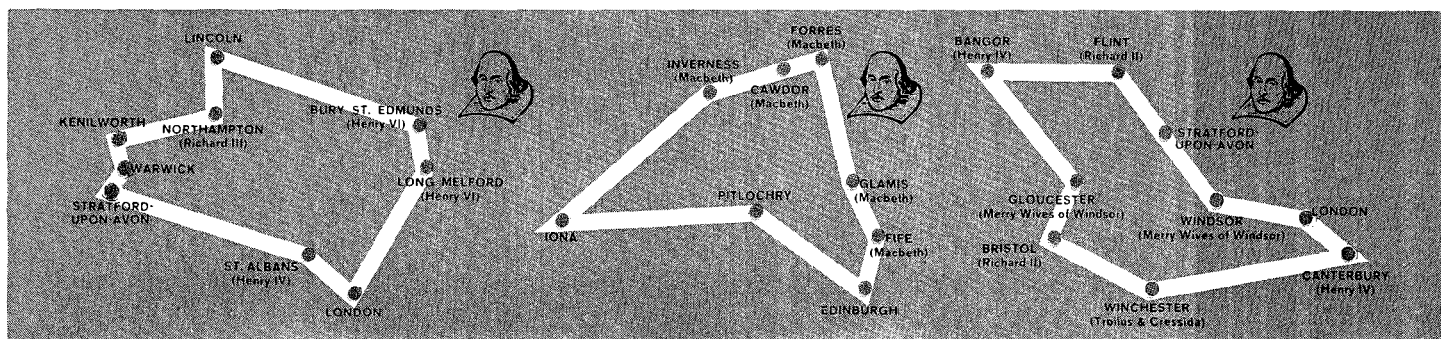 LINCOLN
BURY ST. EDMUNDS
(Henry VI)
KENILWORTH
NORTHAMPTON
(Richard III)
WARWICK
LONG MELFORD
(Henry VI)
STRATFORD-
UPON-AVON
ST. ALBANS
(Henry IV)
LONDON
FORRES
(Macbeth)
INVERNESS
(Macbeth)
CAWDOR
(Macbeth)
GLAMIS
(Macbeth)
PITLOCHRY
IONA
FIFE
(Macbeth)
EDINBURGH
BANGOR
(Henry IV)
FLINT
(Richard II)
STRATFORD-
UPON-AVON
GLOUCESTER
(Merry Wives of Windsor)
WINDSOR
(Merry Wives of Windsor)
LONDON
BRISTOL
(Richard II)
CANTERBURY
(Henry IV)
WINCHESTER
(Troilus & Cressida)